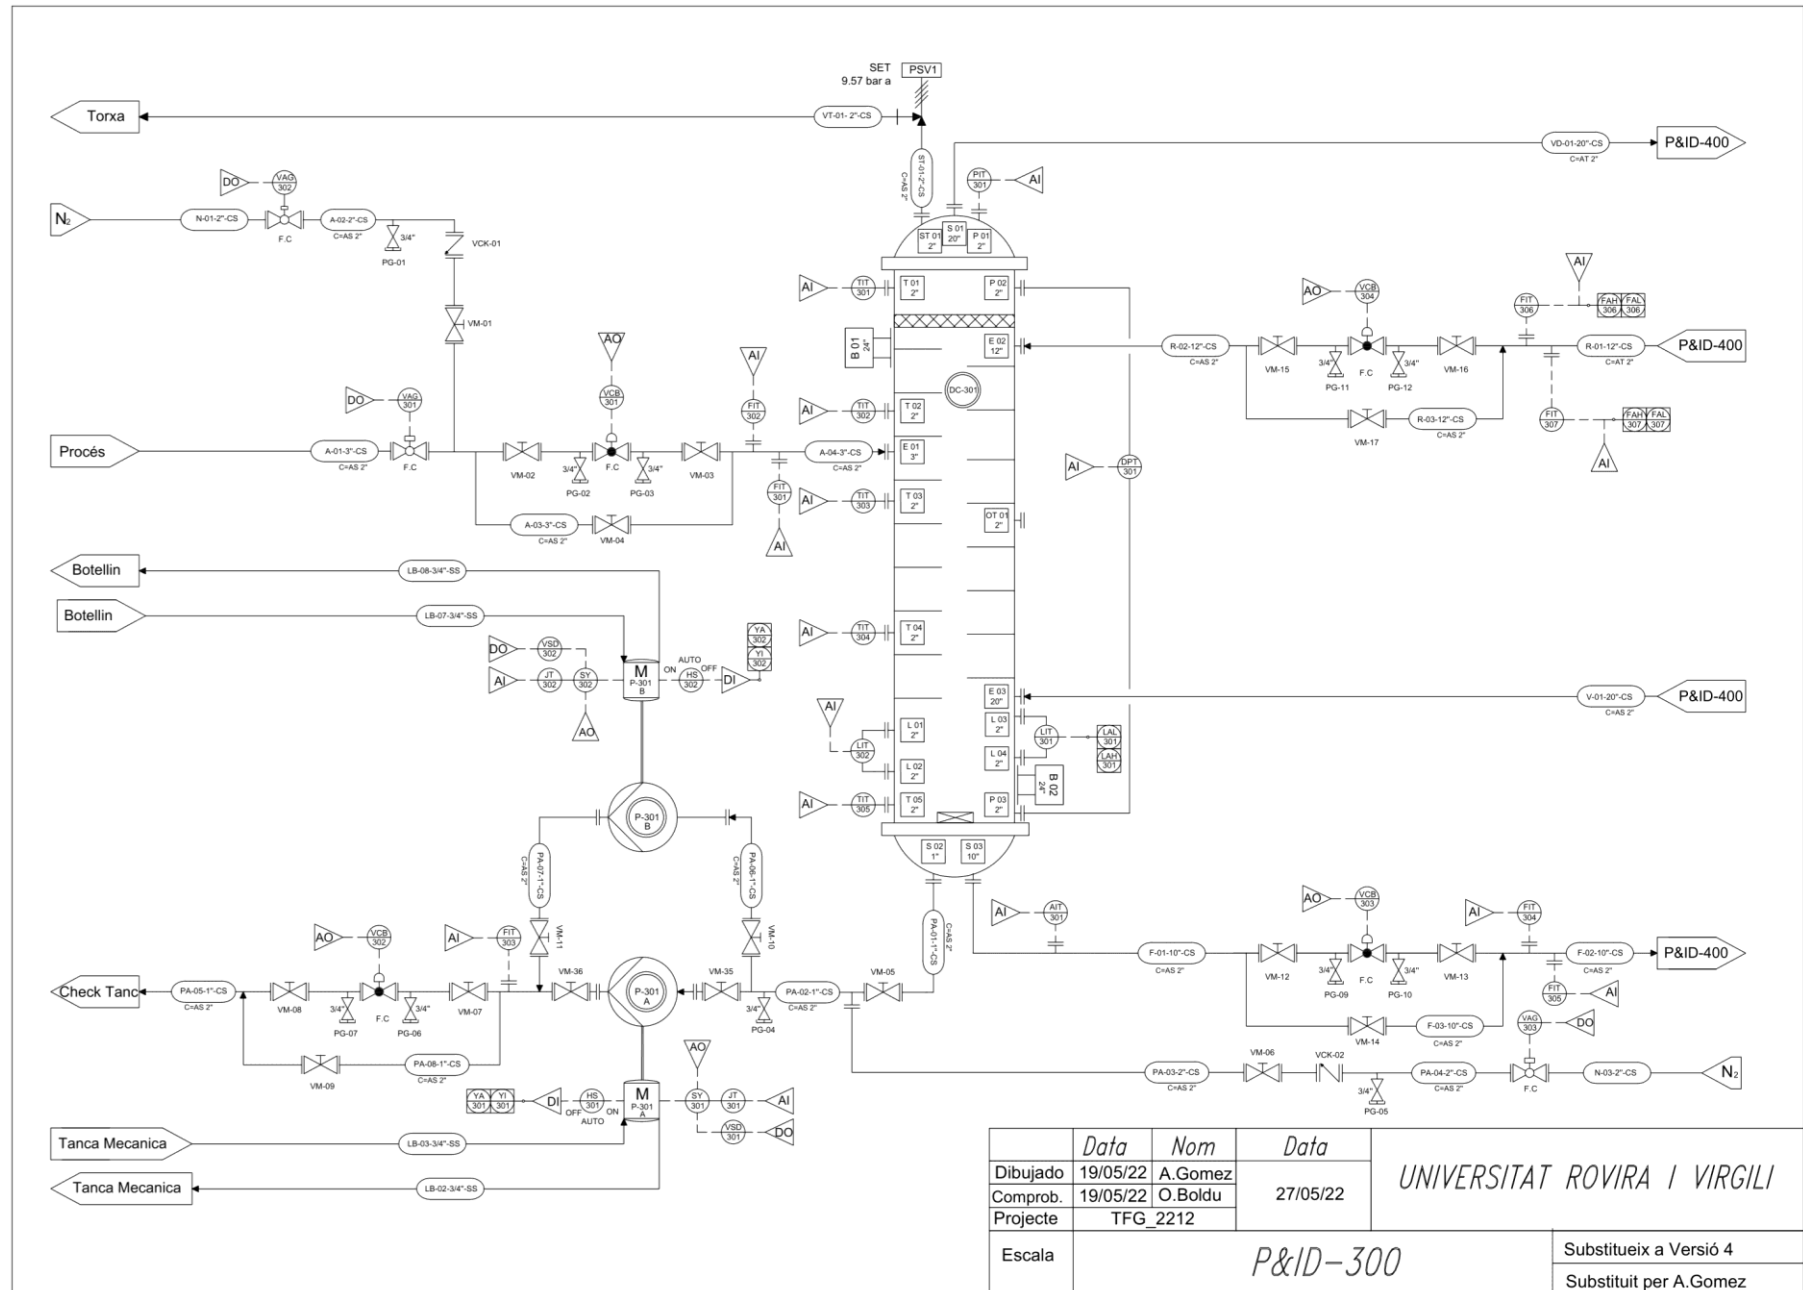 SET
9.57 bar a
PSV1
Torxa
VT-01- 2"-CS
ST-01-2"-CS
C=AS 2"
VD-01-20"-CS
C=AT 2"
P&ID-400
PIT
301
AI
DO
VAG
302
N₂
N-01-2"-CS
F.C
A-02-2"-CS
C=AS 2"
3/4"
PG-01
VCK-01
VM-01
ST 01
2"
S 01
20"
P 01
2"
AI
TIT
301
T 01
2"
P 02
2"
B 01
24"
E 02
12"
DC-301
R-02-12"-CS
C=AS 2"
VM-15
3/4"
PG-11
AO
VCB
304
F.C
3/4"
PG-12
VM-16
VM-17
R-03-12"-CS
C=AS 2"
FIT
306
AI
FAH
306
FAL
306
R-01-12"-CS
C=AT 2"
P&ID-400
FIT
307
AI
FAH
307
FAL
307
Procés
A-01-3"-CS
C=AS 2"
DO
VAG
301
F.C
VM-02
3/4"
PG-02
AO
VCB
301
F.C
3/4"
PG-03
VM-03
A-03-3"-CS
C=AS 2"
VM-04
AI
FIT
302
FIT
301
AI
A-04-3"-CS
C=AS 2"
AI
TIT
302
T 02
2"
E 01
3"
AI
TIT
303
T 03
2"
OT 01
2"
AI
DPT
301
Botellin
LB-08-3/4"-SS
Botellin
LB-07-3/4"-SS
DO
VSD
302
AI
JT
302
SY
302
AO
M
P-301
B
AUTO
ON
OFF
HS
302
DI
YA
302
YI
302
AI
TIT
304
T 04
2"
E 03
20"
V-01-20"-CS
C=AS 2"
P&ID-400
AI
LIT
302
L 01
2"
L 02
2"
L 03
2"
L 04
2"
LIT
301
LAL
301
LAH
301
B 02
24"
AI
TIT
305
T 05
2"
P 03
2"
S 02
1"
S 03
10"
P-301
B
PA-07-1"-CS
C=AS 2"
VM-11
PA-06-1"-CS
C=AS 2"
VM-10
PA-01-1"-CS
C=AS 2"
Check Tanc
PA-05-1"-CS
C=AS 2"
VM-08
3/4"
PG-07
AO
VCB
302
F.C
3/4"
PG-06
VM-07
AI
FIT
303
VM-36
P-301
A
VM-35
3/4"
PG-04
PA-02-1"-CS
C=AS 2"
VM-05
VM-09
PA-08-1"-CS
C=AS 2"
AI
AIT
301
F-01-10"-CS
C=AS 2"
VM-12
3/4"
PG-09
AO
VCB
303
F.C
3/4"
PG-10
VM-13
AI
FIT
304
F-02-10"-CS
C=AS 2"
P&ID-400
FIT
305
AI
VM-14
F-03-10"-CS
C=AS 2"
PA-03-2"-CS
C=AS 2"
VM-06
VCK-02
3/4"
PG-05
PA-04-2"-CS
C=AS 2"
VAG
303
DO
F.C
N-03-2"-CS
N₂
YA
301
YI
301
DI
OFF
HS
301
ON
AUTO
M
P-301
A
AO
SY
301
JT
301
AI
VSD
301
DO
Tanca Mecanica
LB-03-3/4"-SS
Tanca Mecanica
LB-02-3/4"-SS
Data Nom Data
Dibujado 19/05/22 A.Gomez
Comprob. 19/05/22 O.Boldu
27/05/22
Projecte TFG_2212
UNIVERSITAT ROVIRA I VIRGILI
Escala
P&ID-300
Substitueix a Versió 4
Substituit per A.Gomez